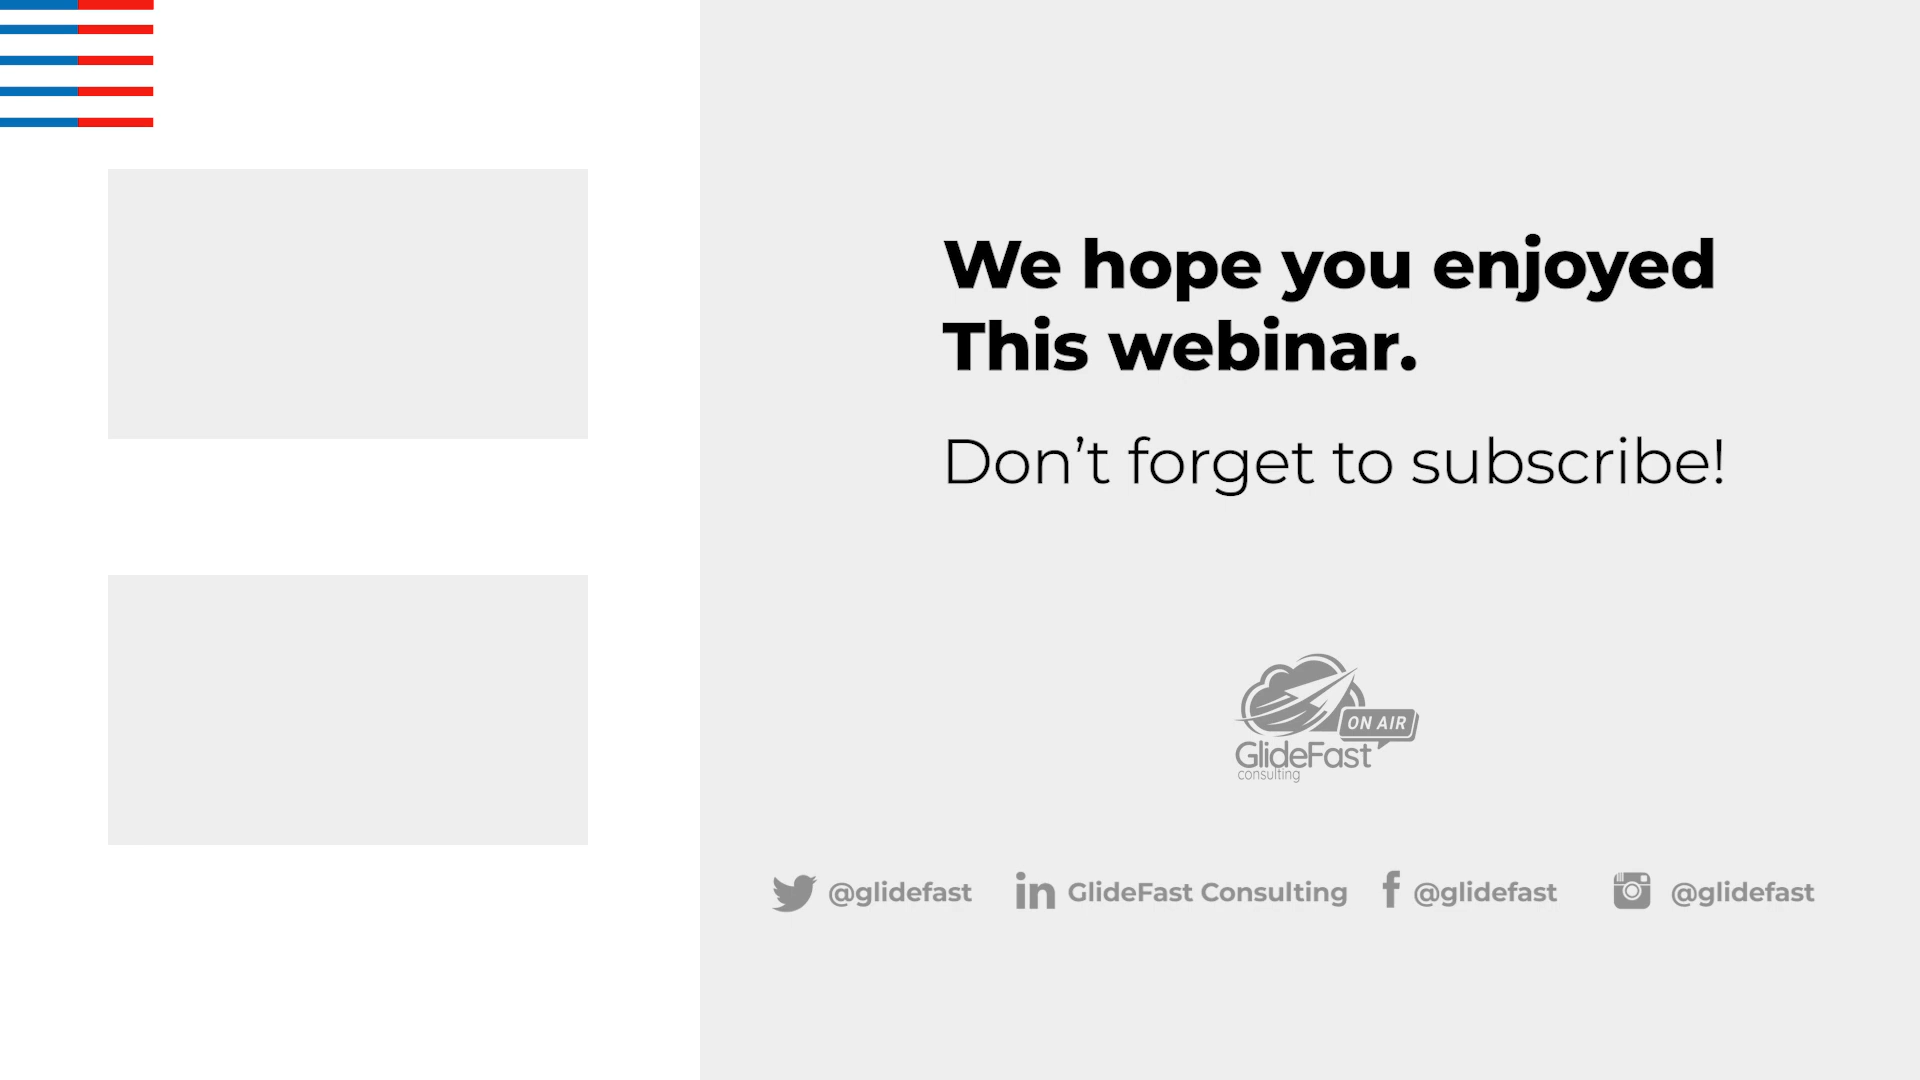 We hope you enjoyed
This webinar.
Don’t forget to subscribe!
ON AIR
GlideFast
consulting
@glidefast
in GlideFast Consulting
f @glidefast
@glidefast